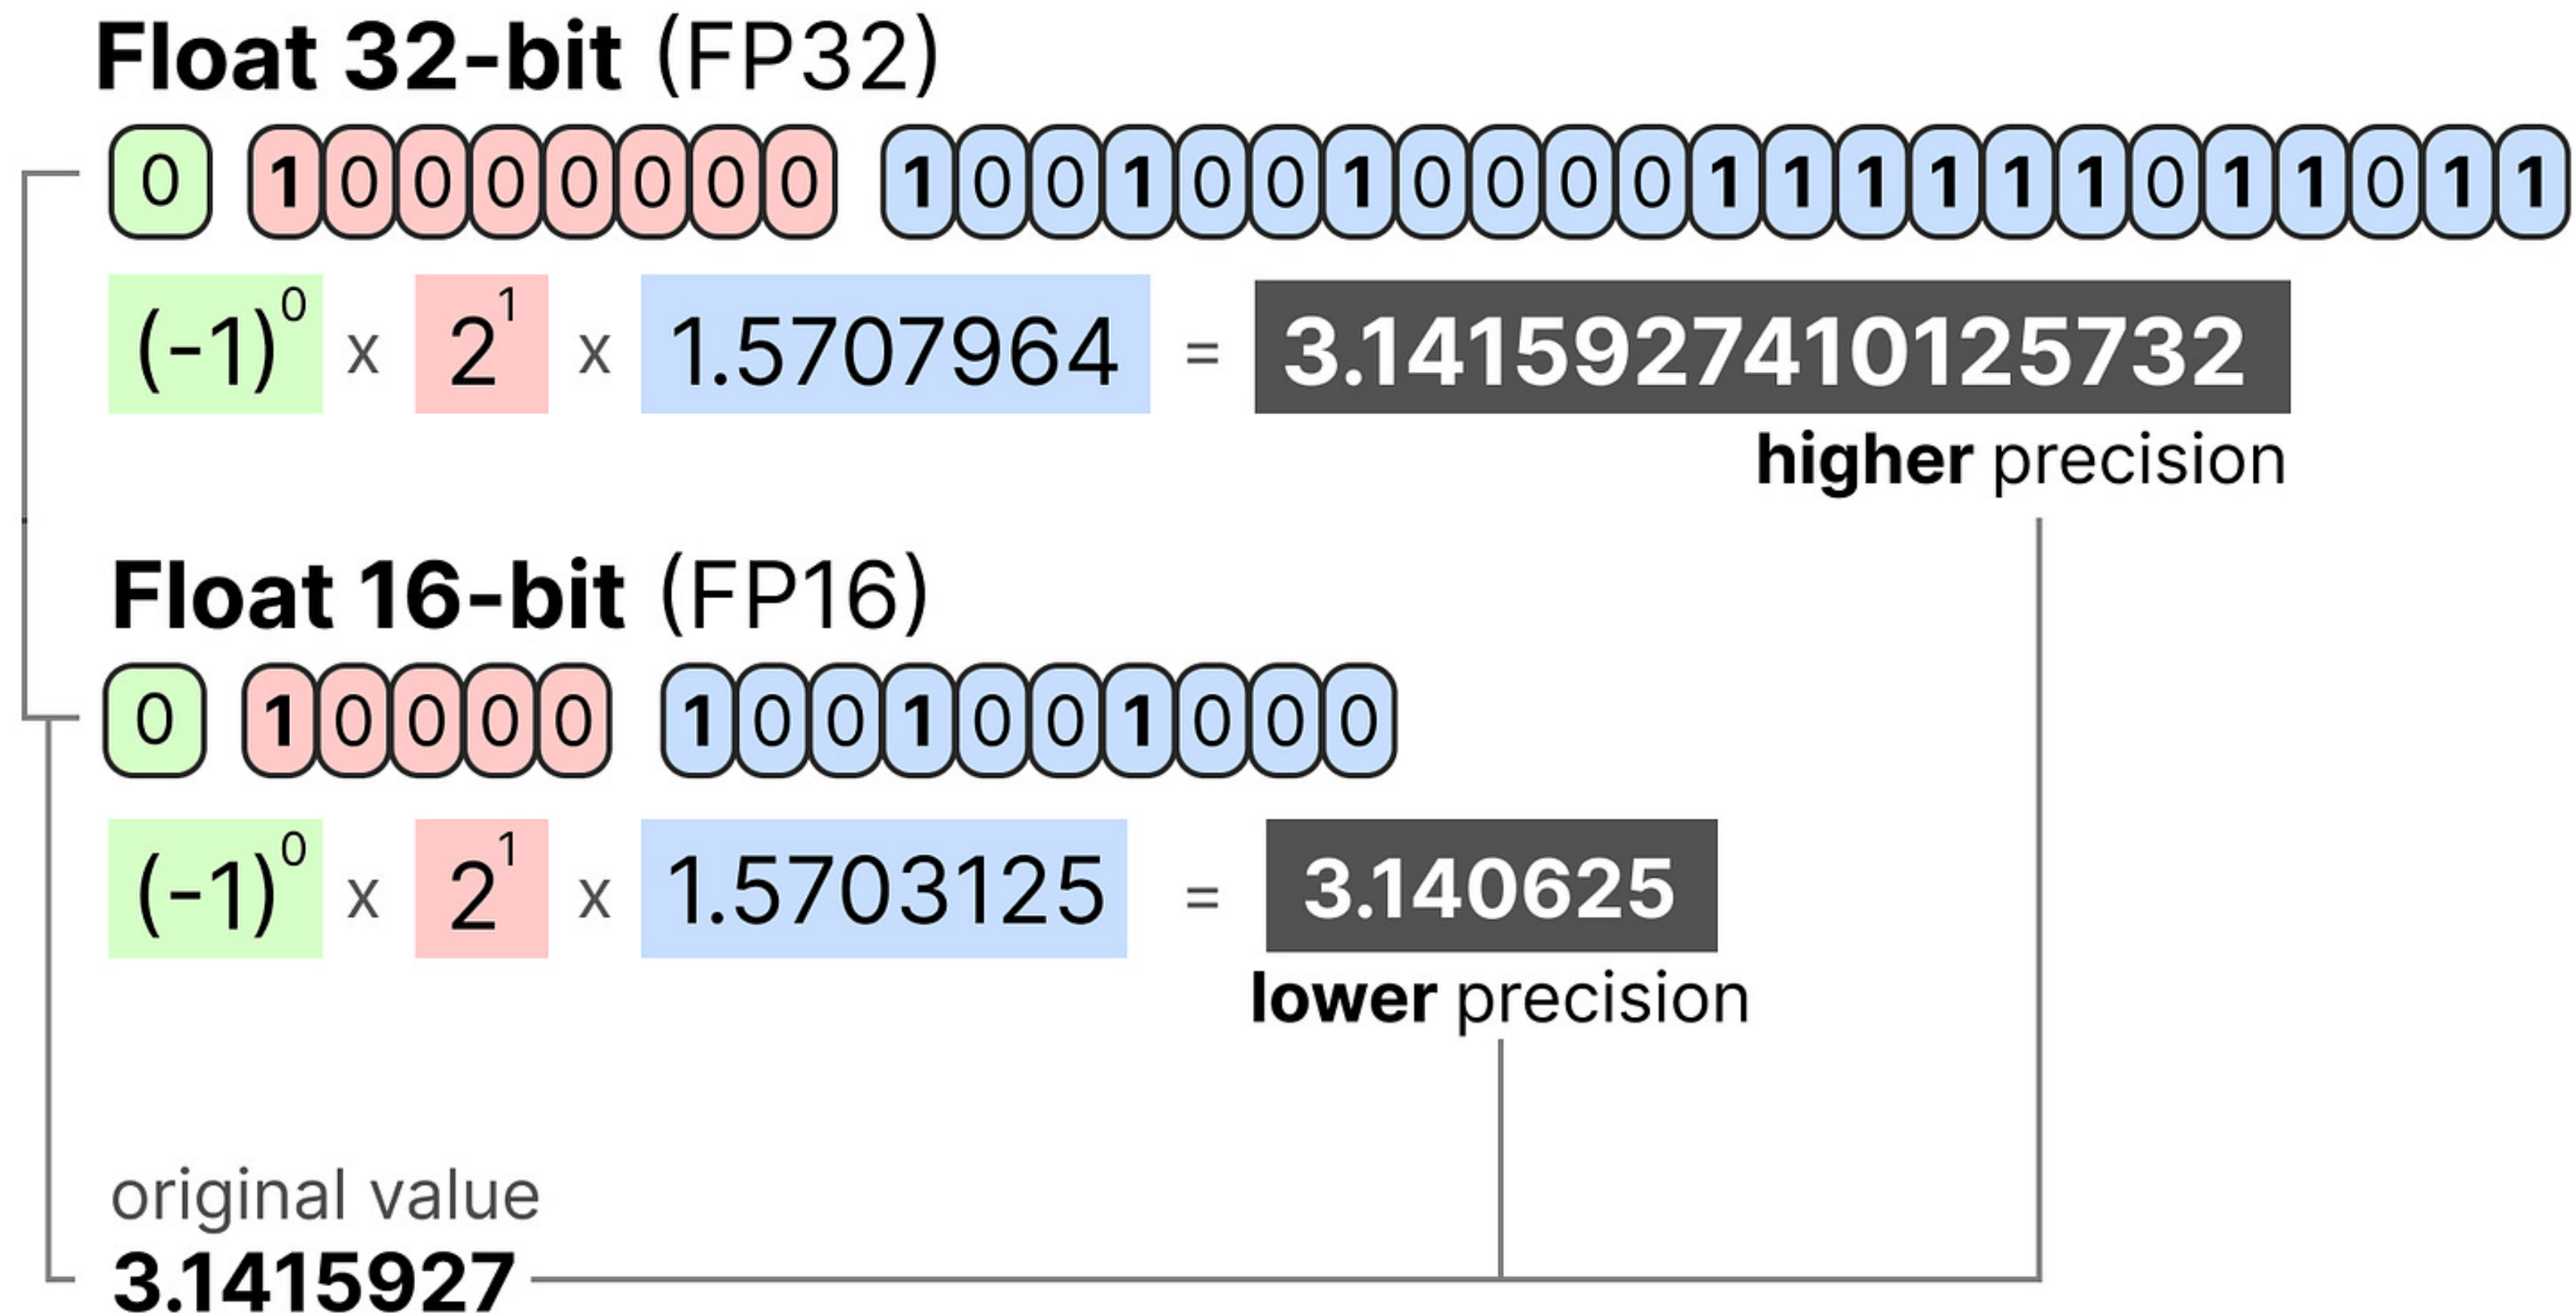 Float 32-bit (FP32)
0 10000000 10010010000111111011011
(-1)⁰ x 2¹ x 1.5707964 = 3.1415927410125732
higher precision
Float 16-bit (FP16)
0 10000 1001001000
(-1)⁰ x 2¹ x 1.5703125 = 3.140625
lower precision
original value
3.1415927